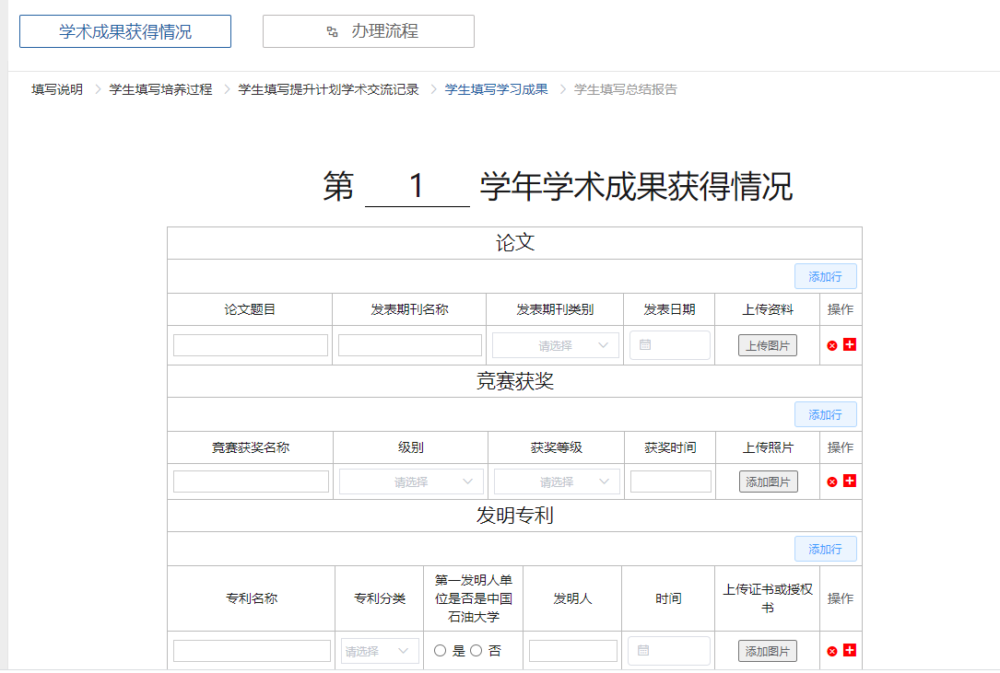 学术成果获得情况 办理流程
填写说明 学生填写培养过程 学生填写提升计划学术交流记录 学生填写学习成果 学生填写总结报告
第 1 学年学术成果获得情况
论文
添加行
论文题目 发表期刊名称 发表期刊类别 发表日期 上传资料 操作
请选择 上传图片
竞赛获奖
添加行
竞赛获奖名称 级别 获奖等级 获奖时间 上传照片 操作
请选择 请选择 添加图片
发明专利
添加行
专利名称 专利分类 第一发明人单 发明人 时间 上传证书或授权 操作
位是否是中国 书
石油大学
请选择 是 否 添加图片